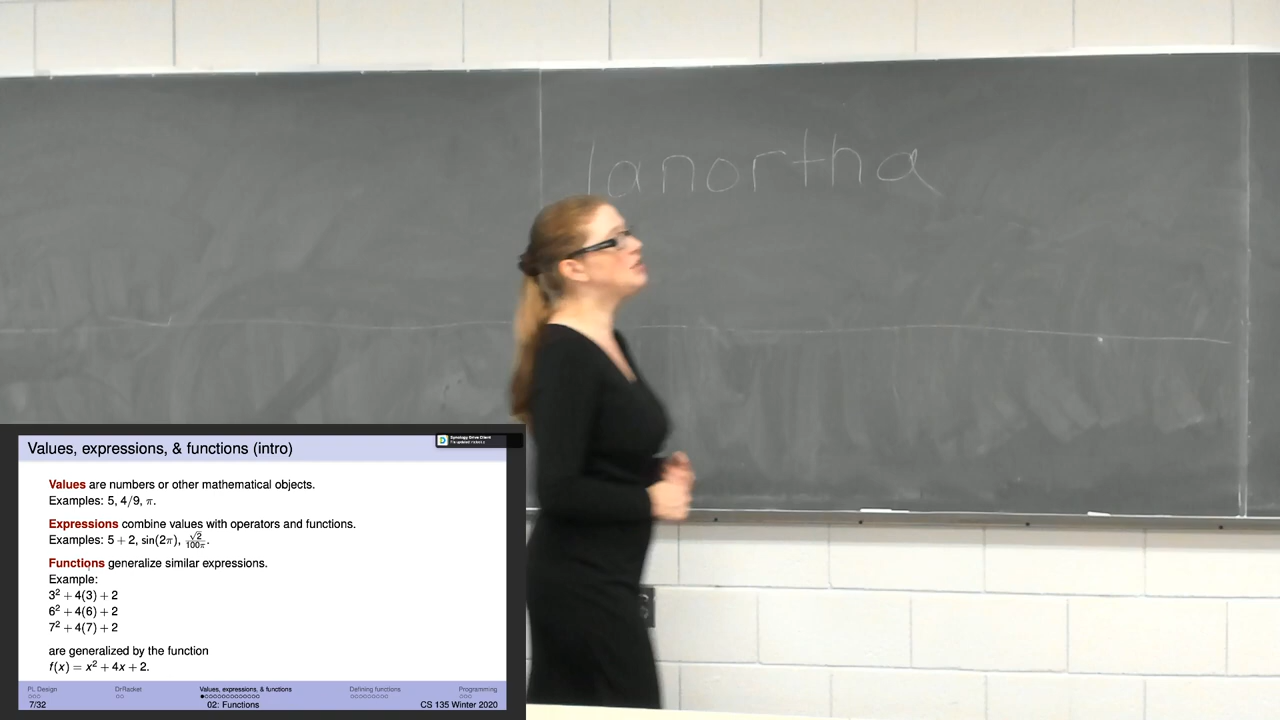 lanortha
Values, expressions, & functions (intro)
Synology Drive Client
Values are numbers or other mathematical objects.
Examples: 5, 4/9, π.
Expressions combine values with operators and functions.
Examples: 5 + 2, sin(2π), √2/100π.
Functions generalize similar expressions.
Example:
3² + 4(3) + 2
6² + 4(6) + 2
7² + 4(7) + 2
are generalized by the function
f(x) = x² + 4x + 2.
PL Design DrRacket Values, expressions, & functions Defining functions Programming
7/32 02: Functions CS 135 Winter 2020